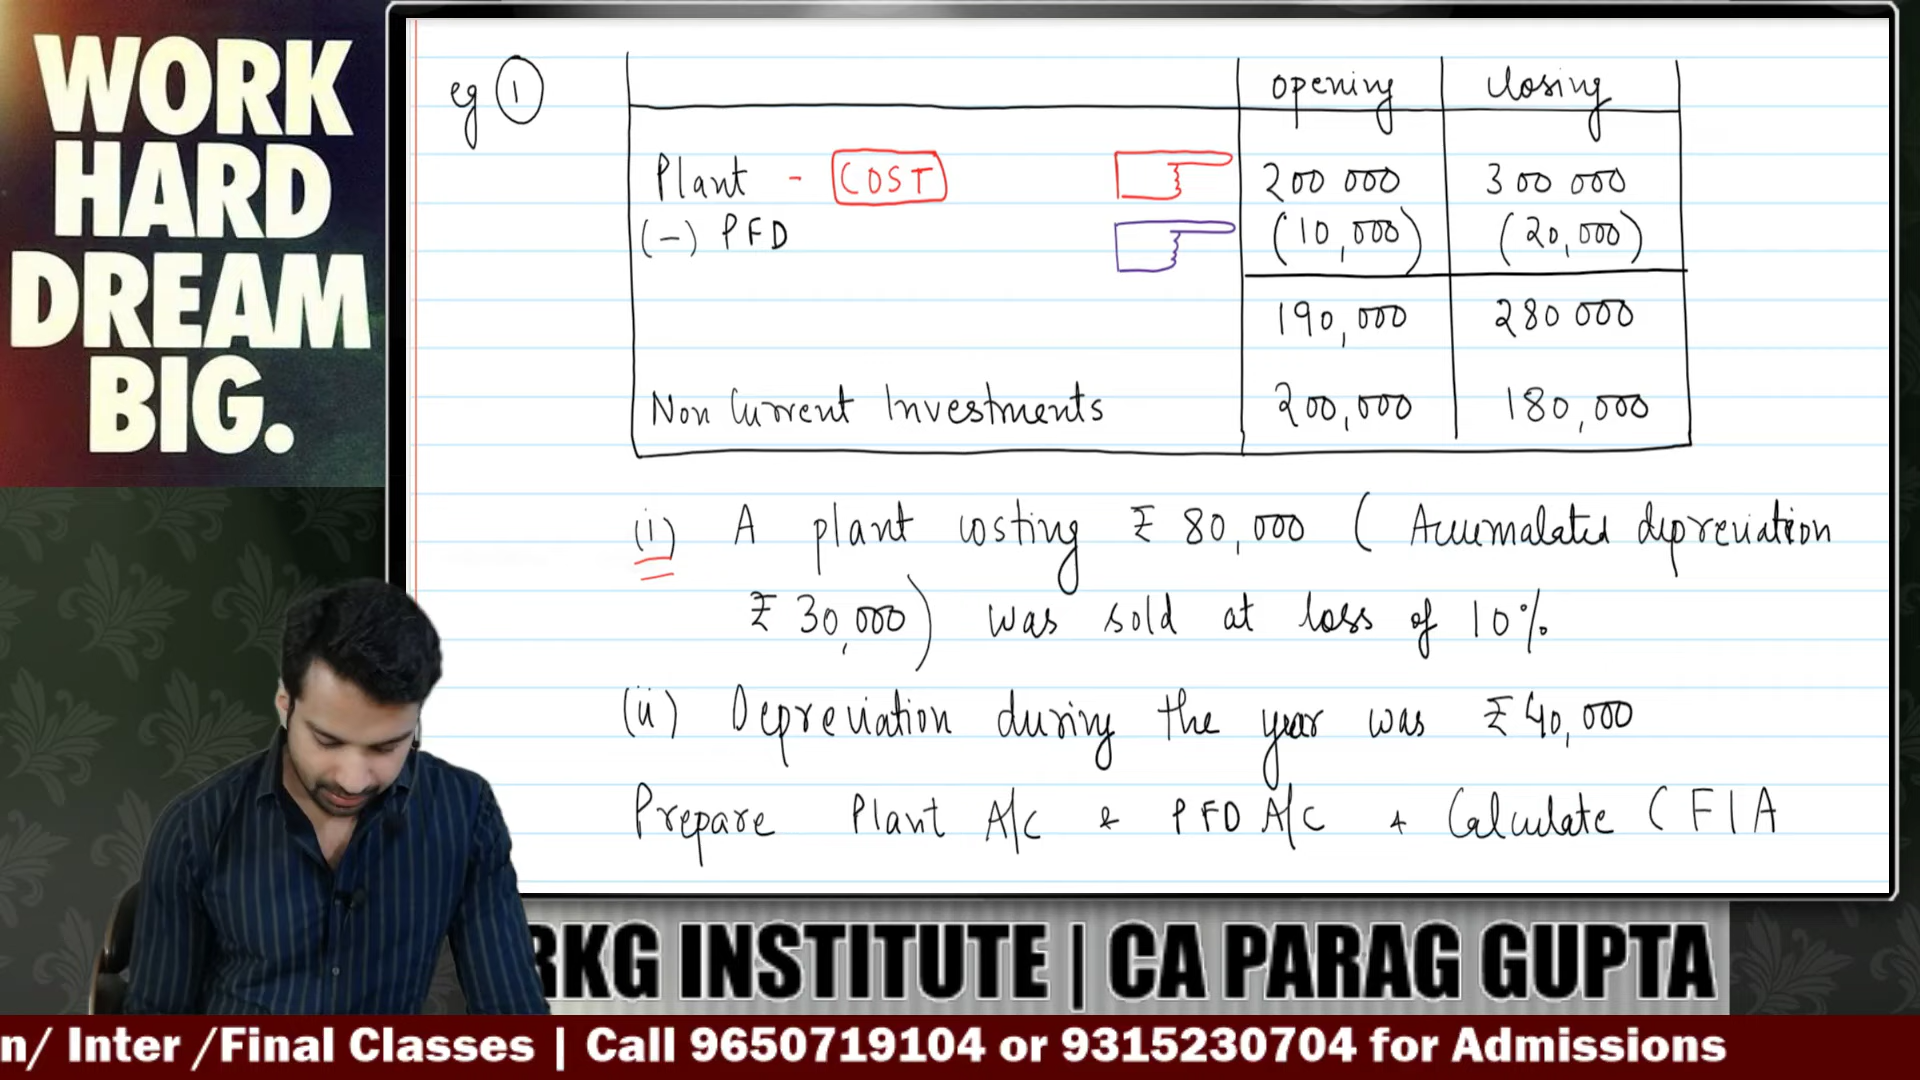 WORK
HARD
DREAM
BIG.
eg ① opening closing
Plant - COST 200 000 300 000
(-) PFD (10,000) (20,000)
190,000 280 000
Non Current Investments 200,000 180,000
(i) A plant costing ₹ 80,000 ( Accumalated depreciation
₹ 30,000) was sold at loss of 10%
(ii) Depreciation during the year was ₹ 40,000
Prepare Plant A/c & PFD A/c + Calculate CFIA
RKG INSTITUTE | CA PARAG GUPTA
n/ Inter /Final Classes | Call 9650719104 or 9315230704 for Admissions